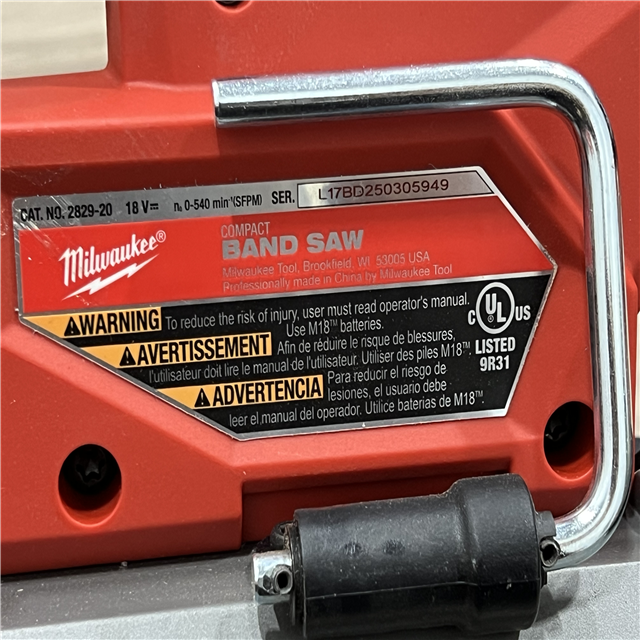 CAT. NO. 2829-20 18 V⎓ n₀ 0-540 min⁻¹(SFPM) SER. L17BD250305949
Milwaukee®
COMPACT
BAND SAW
Milwaukee Tool, Brookfield, WI 53005 USA
Professionally made in China by Milwaukee Tool
WARNING To reduce the risk of injury, user must read operator's manual.
Use M18™ batteries.
AVERTISSEMENT Afin de réduire le risque de blessures,
l'utilisateur doit lire le manual de l'utilisateur. Utiliser des piles M18™.
ADVERTENCIA Para reducir el riesgo de
lesiones, el usuario debe
leer el manual del operador. Utilice baterias de M18™.
C UL® US
LISTED
9R31